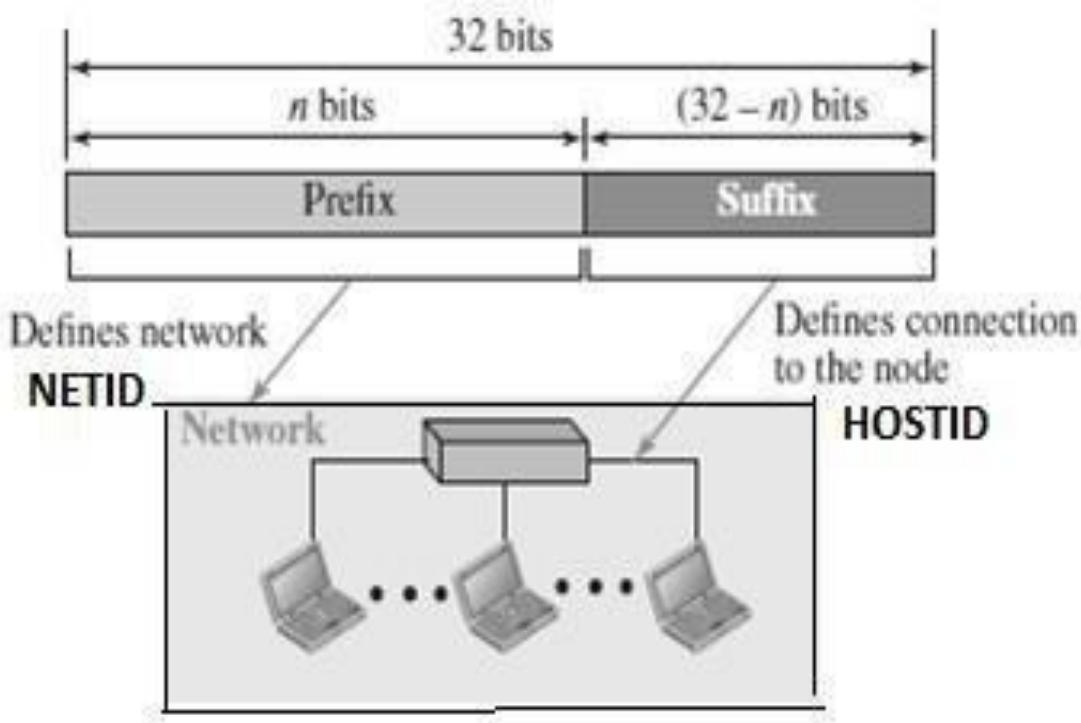 32 bits
n bits
(32 – n) bits
Prefix
Suffix
Defines network
NETID
Defines connection
to the node
HOSTID
Network